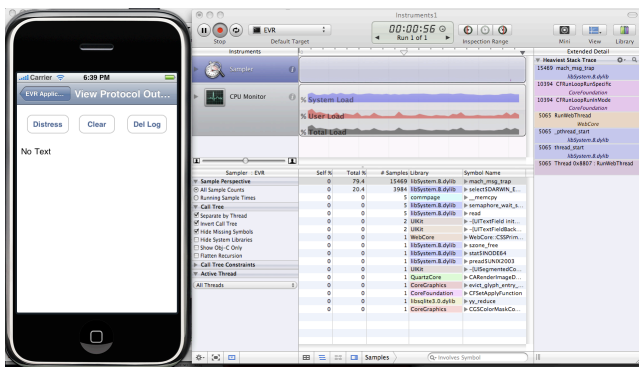 Carrier 6:39 PM
EVR Applic... View Protocol Out...
Distress Clear Del Log
No Text
Instruments1
EVR
00:00:56
Run 1 of 1
Stop Default Target Inspection Range Mini View Library
Instruments
Extended Detail
Sampler
CPU Monitor
% System Load
% User Load
% Total Load
Heaviest Stack Trace
15469 mach_msg_trap
libSystem.B.dylib
10394 CFRunLoopRunSpecific
CoreFoundation
10394 CFRunLoopRunInMode
CoreFoundation
5065 RunWebThread
WebCore
5065 _pthread_start
libSystem.B.dylib
5065 thread_start
libSystem.B.dylib
5065 Thread 0x8807 : RunWebThread
Sampler : EVR
Sample Perspective
All Sample Counts
Running Sample Times
Call Tree
Separate by Thread
Invert Call Tree
Hide Missing Symbols
Hide System Libraries
Show Obj-C Only
Flatten Recursion
Call Tree Constraints
Active Thread
All Threads
Self % Total % # Samples Library Symbol Name
0 79.4 15469 libSystem.B.dylib mach_msg_trap
0 20.4 3984 libSystem.B.dylib select$DARWIN_E...
0 0 5 commpage __memcpy
0 0 5 libSystem.B.dylib semaphore_wait_s...
0 0 5 libSystem.B.dylib read
0 0 2 UIKit -[UITextField init...
0 0 2 UIKit -[UITextFieldBack...
0 0 1 WebCore WebCore::CSSPrim...
0 0 1 libSystem.B.dylib szone_free
0 0 1 libSystem.B.dylib stat$INODE64
0 0 1 libSystem.B.dylib pread$UNIX2003
0 0 1 UIKit -[UISegmentedCo...
0 0 1 QuartzCore CARenderImageD...
0 0 1 CoreGraphics evict_glyph_entry_...
0 0 1 CoreFoundation CFSetApplyFunction
0 0 1 libsqlite3.0.dylib yy_reduce
0 0 1 CoreGraphics CGSColorMaskCo...
Samples
Involves Symbol